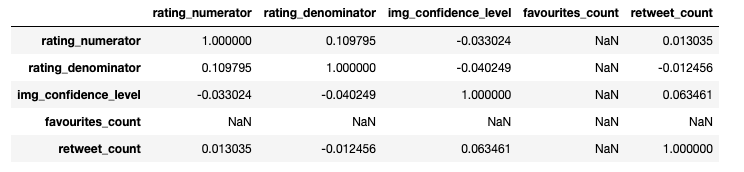 rating_numerator rating_denominator img_confidence_level favourites_count retweet_count
rating_numerator 1.000000 0.109795 -0.033024 NaN 0.013035
rating_denominator 0.109795 1.000000 -0.040249 NaN -0.012456
img_confidence_level -0.033024 -0.040249 1.000000 NaN 0.063461
favourites_count NaN NaN NaN NaN NaN
retweet_count 0.013035 -0.012456 0.063461 NaN 1.000000